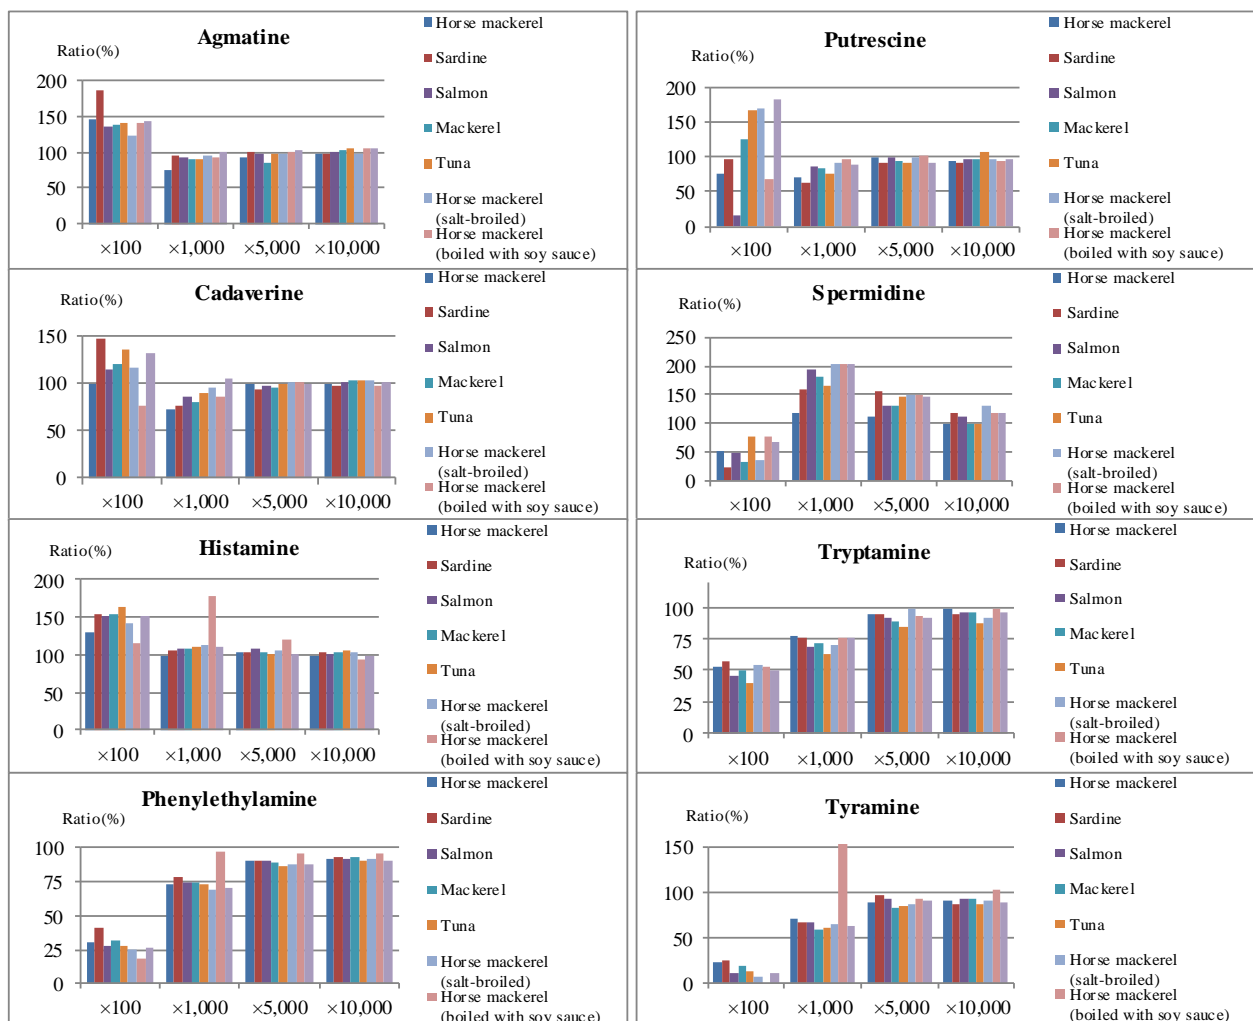 Agmatine
Ratio(%)
200
150
100
50
0
×100
×1,000
×5,000
×10,000
Horse mackerel
Sardine
Salmon
Mackerel
Tuna
Horse mackerel
(salt-broiled)
Horse mackerel
(boiled with soy sauce)
Putrescine
Ratio(%)
200
150
100
50
0
×100
×1,000
×5,000
×10,000
Horse mackerel
Sardine
Salmon
Mackerel
Tuna
Horse mackerel
(salt-broiled)
Horse mackerel
(boiled with soy sauce)
Cadaverine
Ratio(%)
150
100
50
0
×100
×1,000
×5,000
×10,000
Horse mackerel
Sardine
Salmon
Mackerel
Tuna
Horse mackerel
(salt-broiled)
Horse mackerel
(boiled with soy sauce)
Spermidine
Ratio(%)
250
200
150
100
50
0
×100
×1,000
×5,000
×10,000
Horse mackerel
Sardine
Salmon
Mackerel
Tuna
Horse mackerel
(salt-broiled)
Horse mackerel
(boiled with soy sauce)
Histamine
Ratio(%)
200
150
100
50
0
×100
×1,000
×5,000
×10,000
Horse mackerel
Sardine
Salmon
Mackerel
Tuna
Horse mackerel
(salt-broiled)
Horse mackerel
(boiled with soy sauce)
Tryptamine
Ratio(%)
100
75
50
25
0
×100
×1,000
×5,000
×10,000
Horse mackerel
Sardine
Salmon
Mackerel
Tuna
Horse mackerel
(salt-broiled)
Horse mackerel
(boiled with soy sauce)
Phenylethylamine
Ratio(%)
100
75
50
25
0
×100
×1,000
×5,000
×10,000
Horse mackerel
Sardine
Salmon
Mackerel
Tuna
Horse mackerel
(salt-broiled)
Horse mackerel
(boiled with soy sauce)
Tyramine
Ratio(%)
150
100
50
0
×100
×1,000
×5,000
×10,000
Horse mackerel
Sardine
Salmon
Mackerel
Tuna
Horse mackerel
(salt-broiled)
Horse mackerel
(boiled with soy sauce)